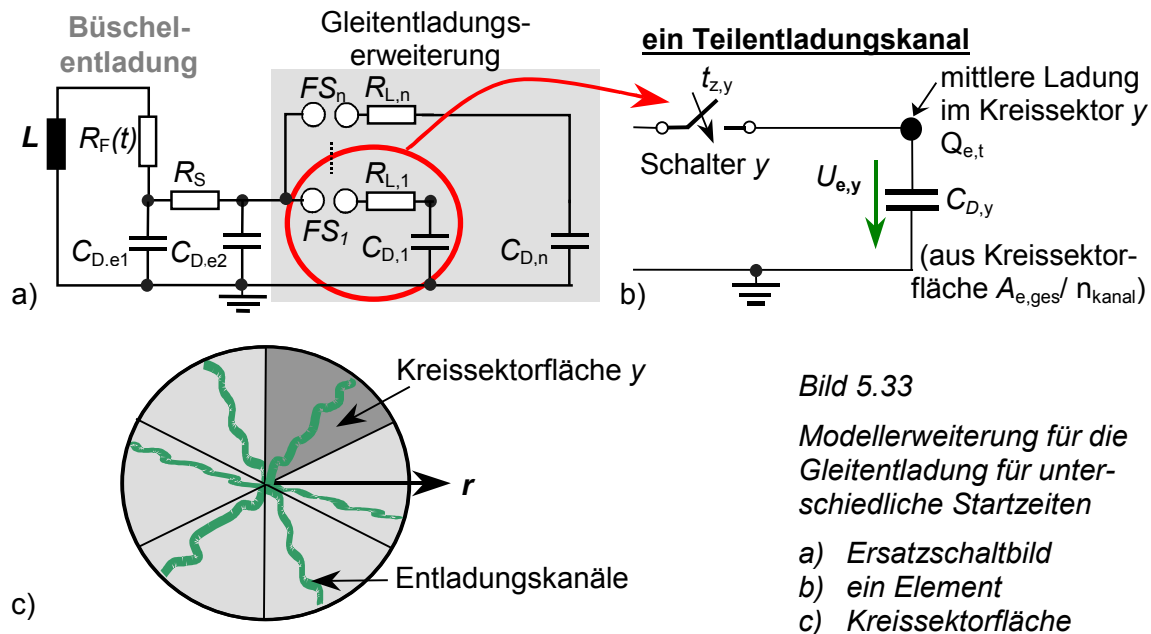 Büschel-
entladung
Gleitentladungs-
erweiterung
ein Teilentladungskanal
L
R_F(t)
R_S
C_D.e1
C_D.e2
FS_n
R_L,n
FS_1
R_L,1
C_D,1
C_D,n
a)
t_z,y
Schalter y
mittlere Ladung
im Kreissektor y
Q_e,t
U_e,y
C_D,y
(aus Kreissektor-
fläche A_e,ges/ n_kanal)
b)
Kreissektorfläche y
r
Entladungskanäle
c)
Bild 5.33
Modellerweiterung für die
Gleitentladung für unter-
schiedliche Startzeiten
a) Ersatzschaltbild
b) ein Element
c) Kreissektorfläche